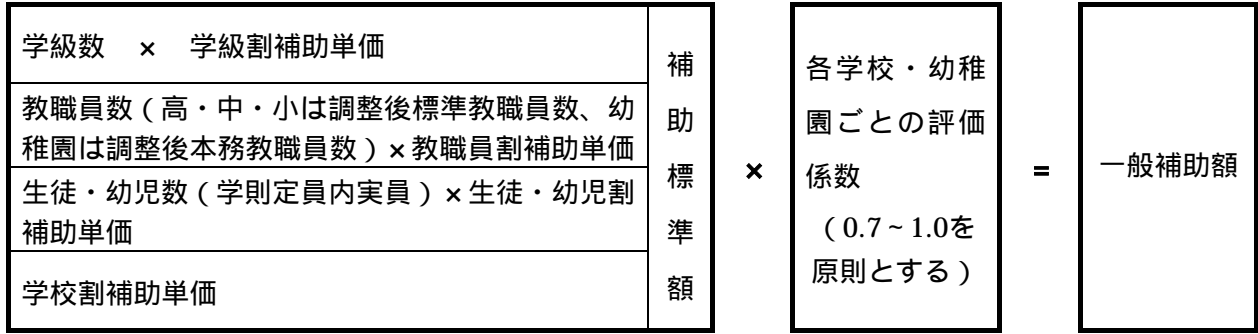 学級数　×　学級割補助単価
教職員数（高・中・小は調整後標準教職員数、幼
稚園は調整後本務教職員数）×教職員割補助単価
生徒・幼児数（学則定員内実員）×生徒・幼児割
補助単価
学校割補助単価
補助標準額
×
各学校・幼稚
園ごとの評価
係数
（0.7～1.0を
原則とする）
＝
一般補助額